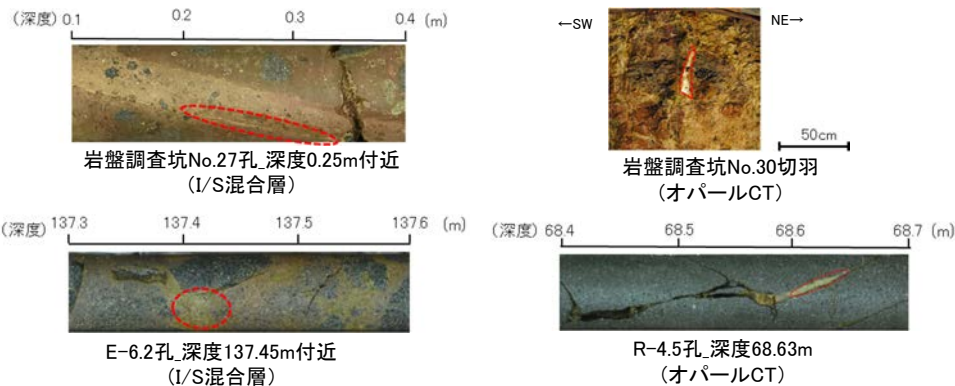 (深度) 0.1 0.2 0.3 0.4 (m)
岩盤調査坑No.27孔_深度0.25m付近
(I/S混合層)
←SW NE→
50cm
岩盤調査坑No.30切羽
(オパールCT)
(深度) 137.3 137.4 137.5 137.6 (m)
E-6.2孔_深度137.45m付近
(I/S混合層)
(深度) 68.4 68.5 68.6 68.7 (m)
R-4.5孔_深度68.63m
(オパールCT)